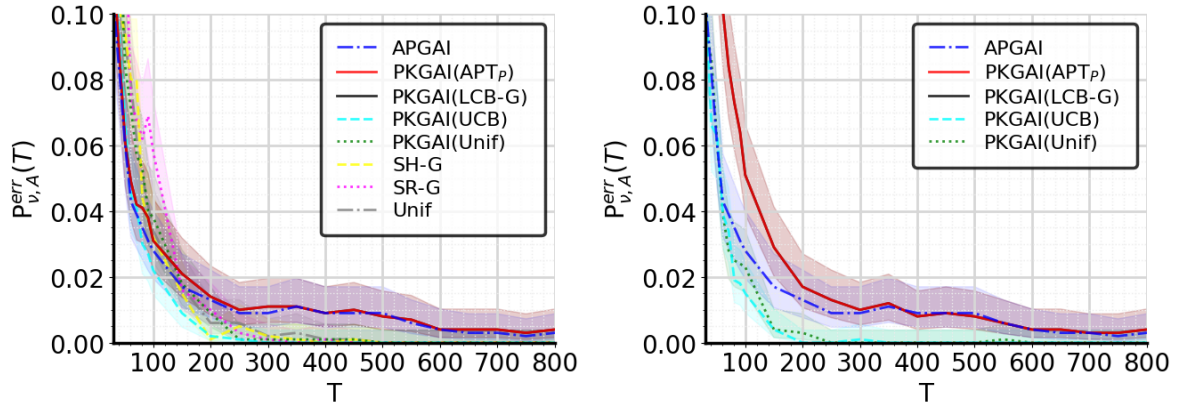 0.10
0.08
0.06
0.04
0.02
0.00
P^{err}_{ν,A}(T)
100 200 300 400 500 600 700 800
T
APGAI
PKGAI(APT_P)
PKGAI(LCB-G)
PKGAI(UCB)
PKGAI(Unif)
SH-G
SR-G
Unif
0.10
0.08
0.06
0.04
0.02
0.00
P^{err}_{ν,A}(T)
100 200 300 400 500 600 700 800
T
APGAI
PKGAI(APT_P)
PKGAI(LCB-G)
PKGAI(UCB)
PKGAI(Unif)